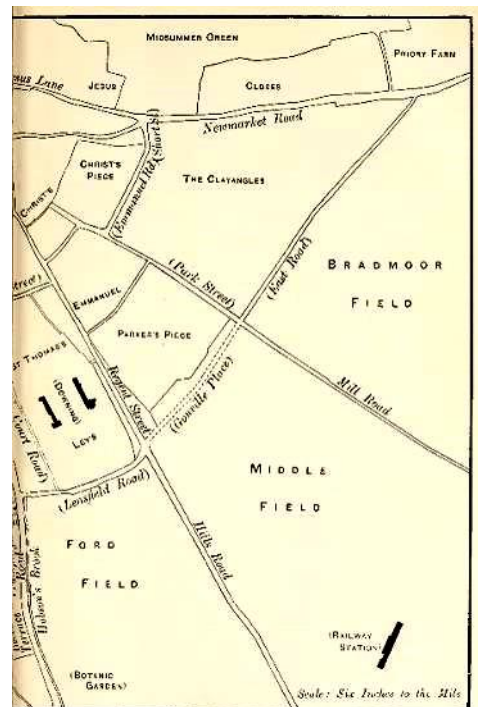 MIDSUMMER GREEN
PRIORY FARM
JESUS
CLOSES
Lane
Newmarket Road
(Short St)
(Emmanuel Rd)
CHRIST'S
PIECE
THE CLAYANGLES
CHRIST'S
(Park Street)
(East Road)
BRADMOOR
FIELD
EMMANUEL
PARKER'S PIECE
ST THOMAS'S
(DOWNING)
LEYS
Regent Street
(Gonville Place)
Mill Road
Court Road)
(Lensfield Road)
MIDDLE
FIELD
FORD
FIELD
Hills Road
Terrace Road
Hobson's Brook
(RAILWAY
STATION)
(BOTANIC
GARDEN)
Scale: Six Inches to the Mile